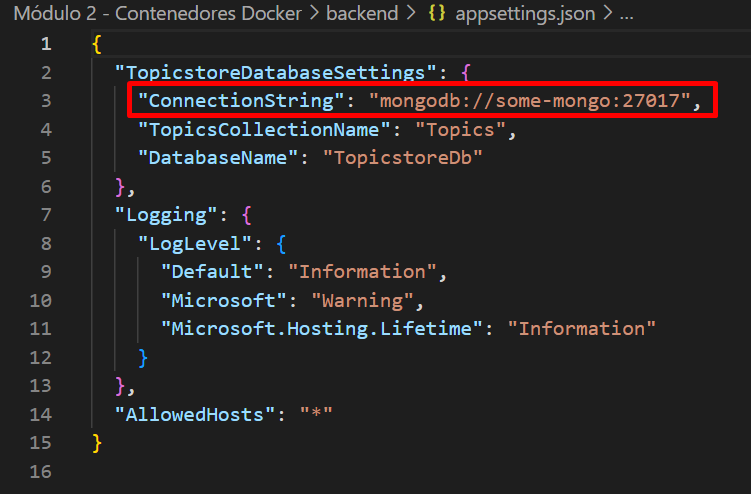 Módulo 2 - Contenedores Docker > backend > {} appsettings.json > ...
1 {
2 "TopicstoreDatabaseSettings": {
3 "ConnectionString": "mongodb://some-mongo:27017",
4 "TopicsCollectionName": "Topics",
5 "DatabaseName": "TopicstoreDb"
6 },
7 "Logging": {
8 "LogLevel": {
9 "Default": "Information",
10 "Microsoft": "Warning",
11 "Microsoft.Hosting.Lifetime": "Information"
12 }
13 },
14 "AllowedHosts": "*"
15 }
16